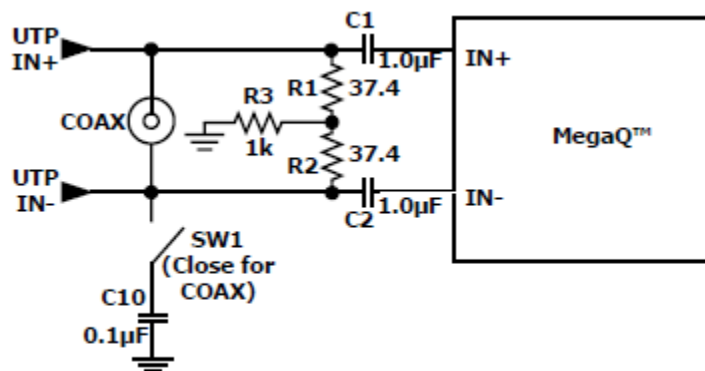 UTP
IN+
C1
1.0µF
IN+
R1
37.4
R3
COAX
1k
MegaQ™
R2
37.4
UTP
IN-
1.0µF
IN-
C2
SW1
(Close for
COAX)
C10
0.1µF